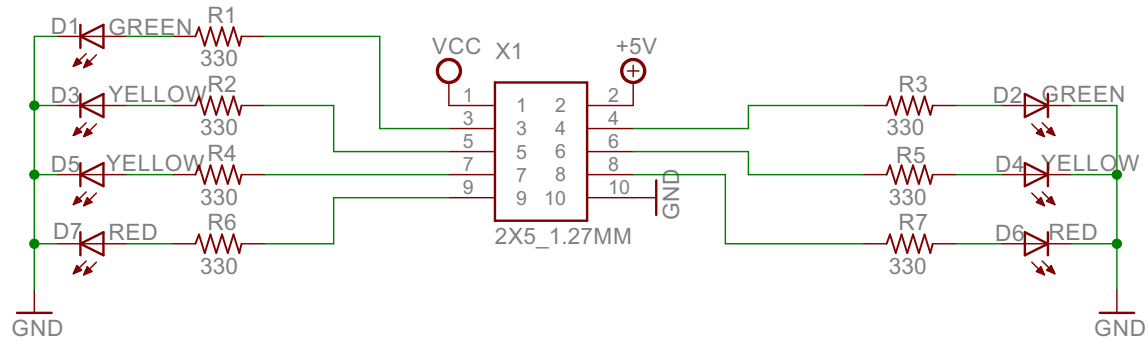 D1 GREEN R1
330
D3 YELLOW R2
330
D5 YELLOW R4
330
D7 RED R6
330
GND
VCC X1 +5V
1 1 2 2
3 3 4 4
5 5 6 6
7 7 8 8
9 9 10 10
GND
2X5_1.27MM
R3 D2 GREEN
330
R5 D4 YELLOW
330
R7 D6 RED
330
GND